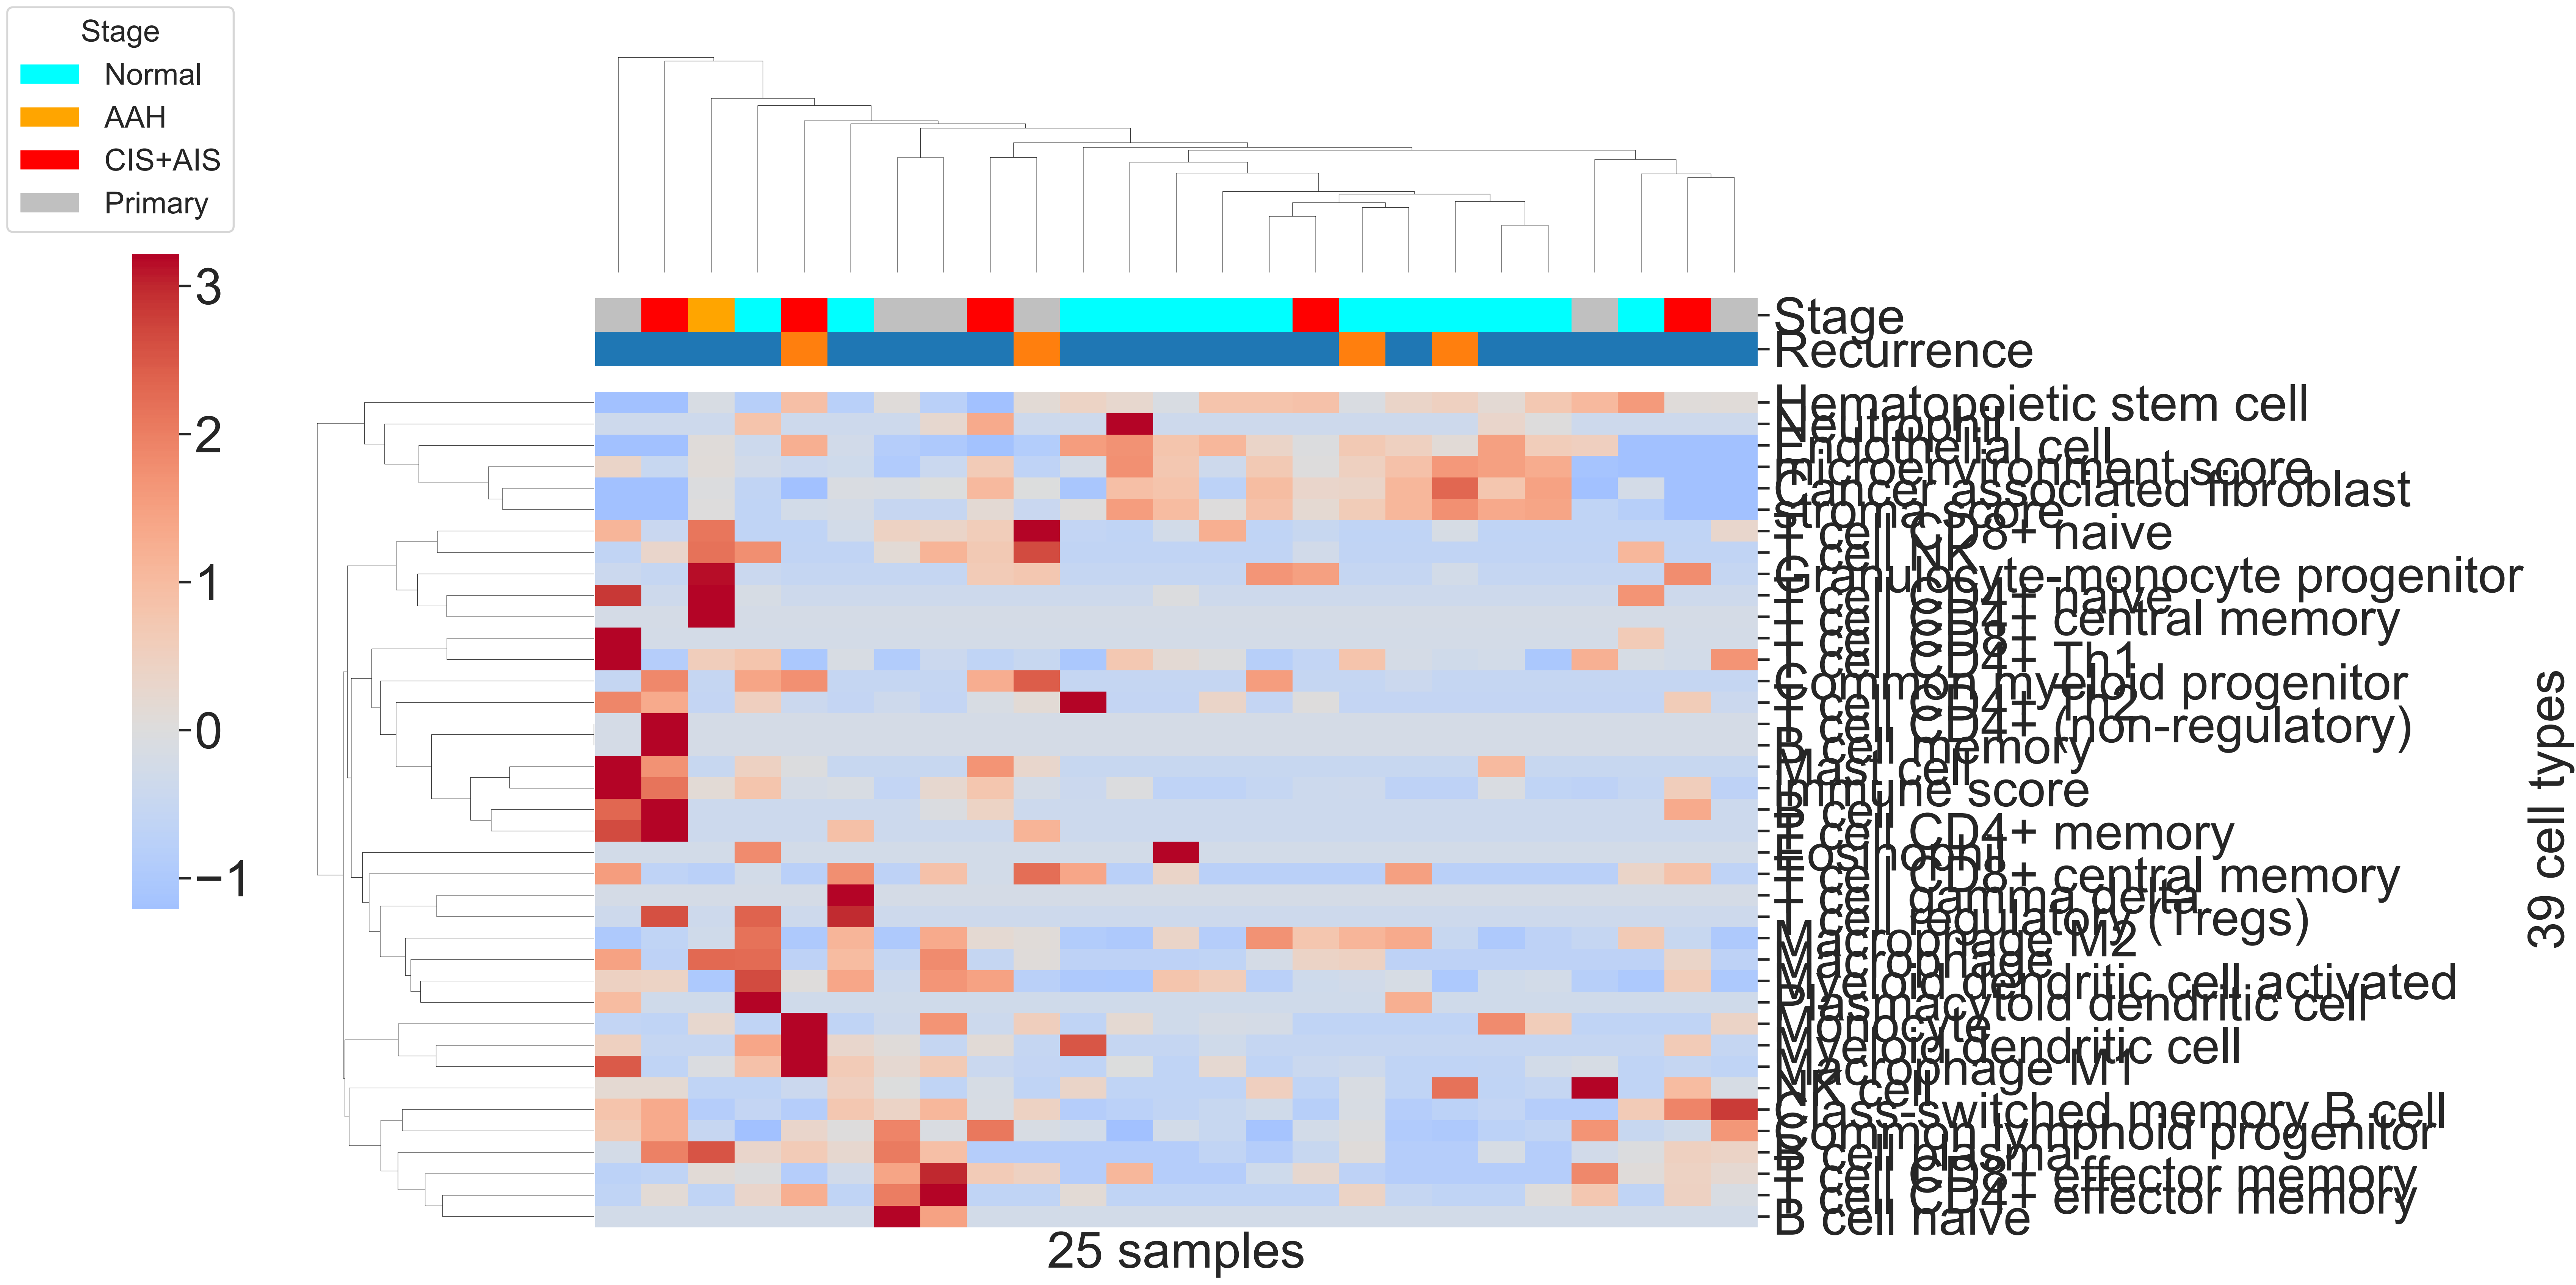 Stage
Normal
AAH
CIS+AIS
Primary
3
2
1
0
−1
Stage
Recurrence
Hematopoietic stem cell
Neutrophil
Endothelial cell
microenvironment score
Cancer associated fibroblast
stroma score
T cell CD8+ naive
T cell NK
Granulocyte-monocyte progenitor
T cell CD4+ naive
T cell CD4+ central memory
T cell CD8+
T cell CD4+ Th1
Common myeloid progenitor
T cell CD4+ Th2
T cell CD4+ (non-regulatory)
B cell memory
Mast cell
immune score
B cell
T cell CD4+ memory
Eosinophil
T cell CD8+ central memory
T cell gamma delta
T cell regulatory (Tregs)
Macrophage M2
Macrophage
Myeloid dendritic cell activated
Plasmacytoid dendritic cell
Monocyte
Myeloid dendritic cell
Macrophage M1
NK cell
Class-switched memory B cell
Common lymphoid progenitor
B cell plasma
T cell CD8+ effector memory
T cell CD4+ effector memory
B cell naive
39 cell types
25 samples